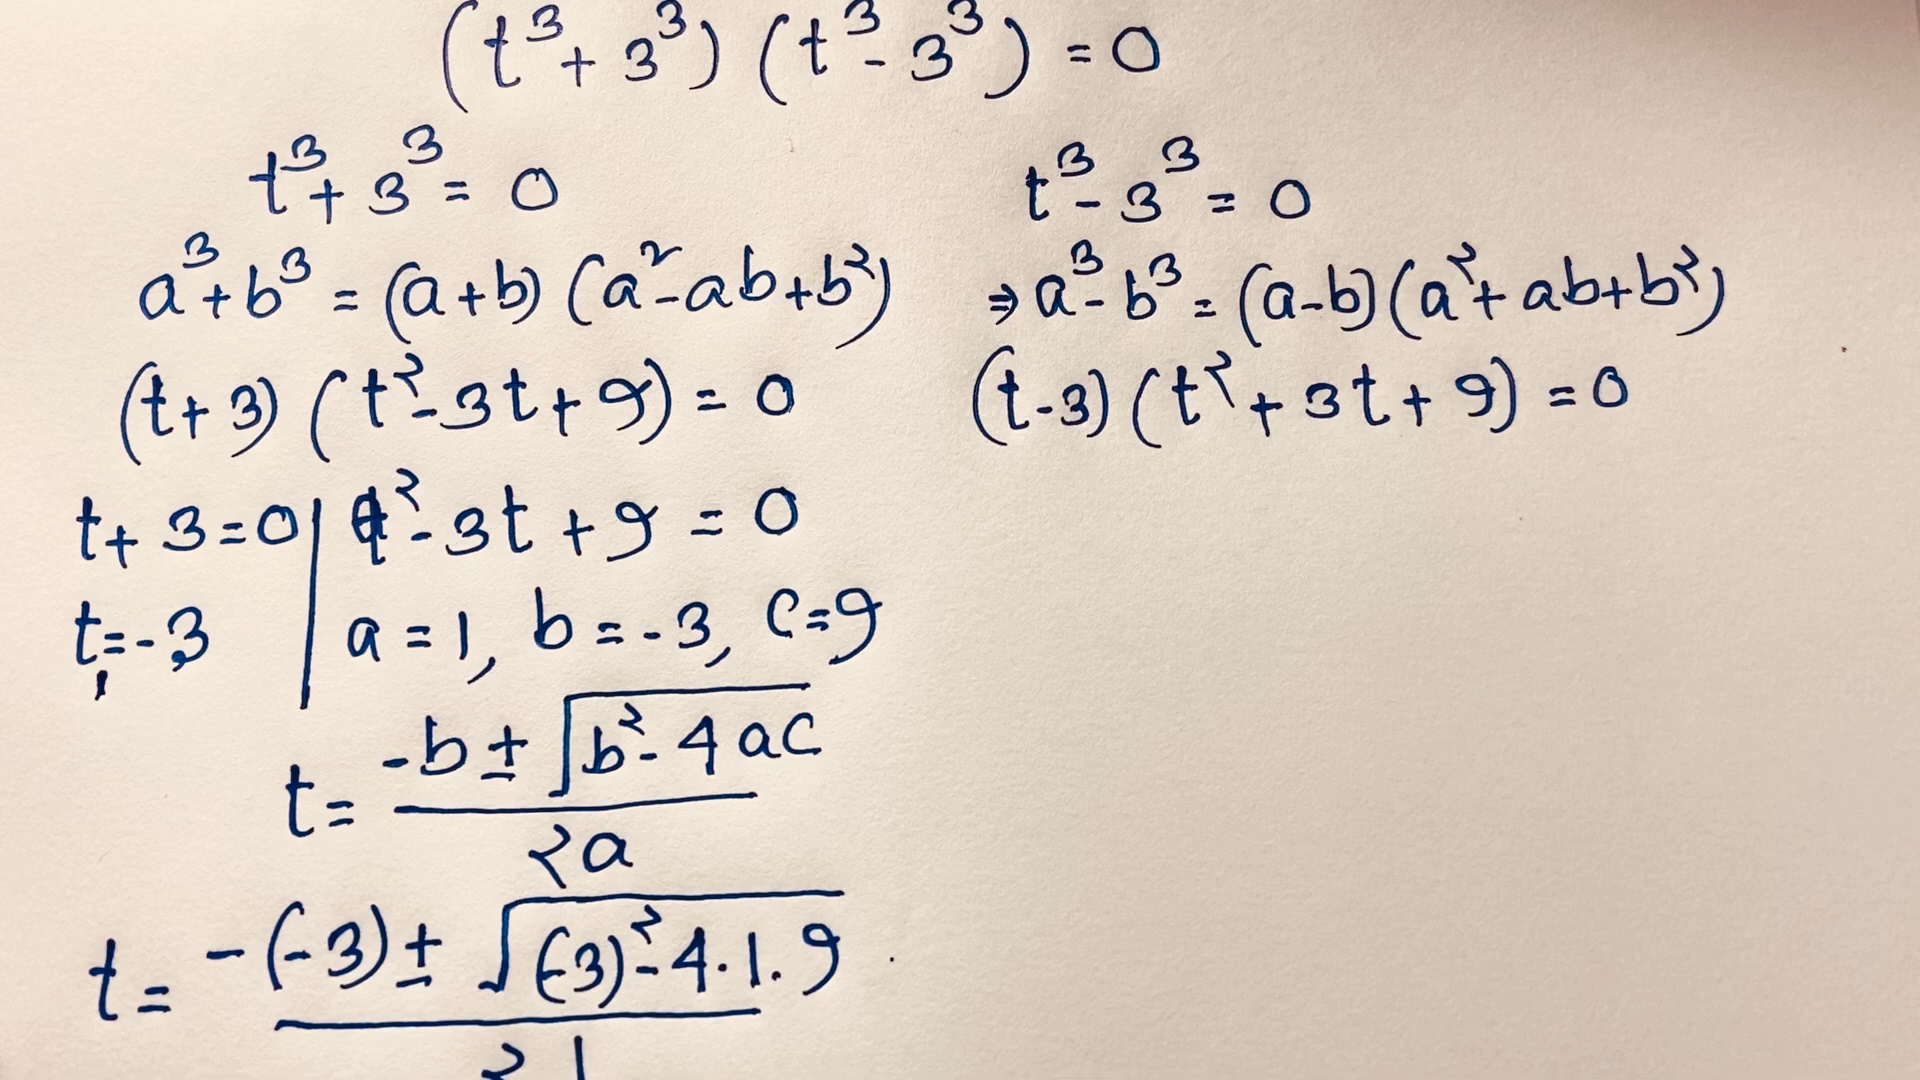 (t³+3³) (t³-3³) = 0
t³+3³ = 0
a³+b³ = (a+b) (a²-ab+b²)
(t+3) (t²-3t+9) = 0
t+3=0 | t²-3t+9 = 0
t₁=-3 | a=1, b=-3, c=9
t = (-b±√(b²-4ac))/(2a)
t = (-(-3)±√((-3)²-4·1·9))/(2·1)
t³-3³ = 0
⇒ a³-b³ = (a-b)(a²+ab+b²)
(t-3)(t²+3t+9) = 0